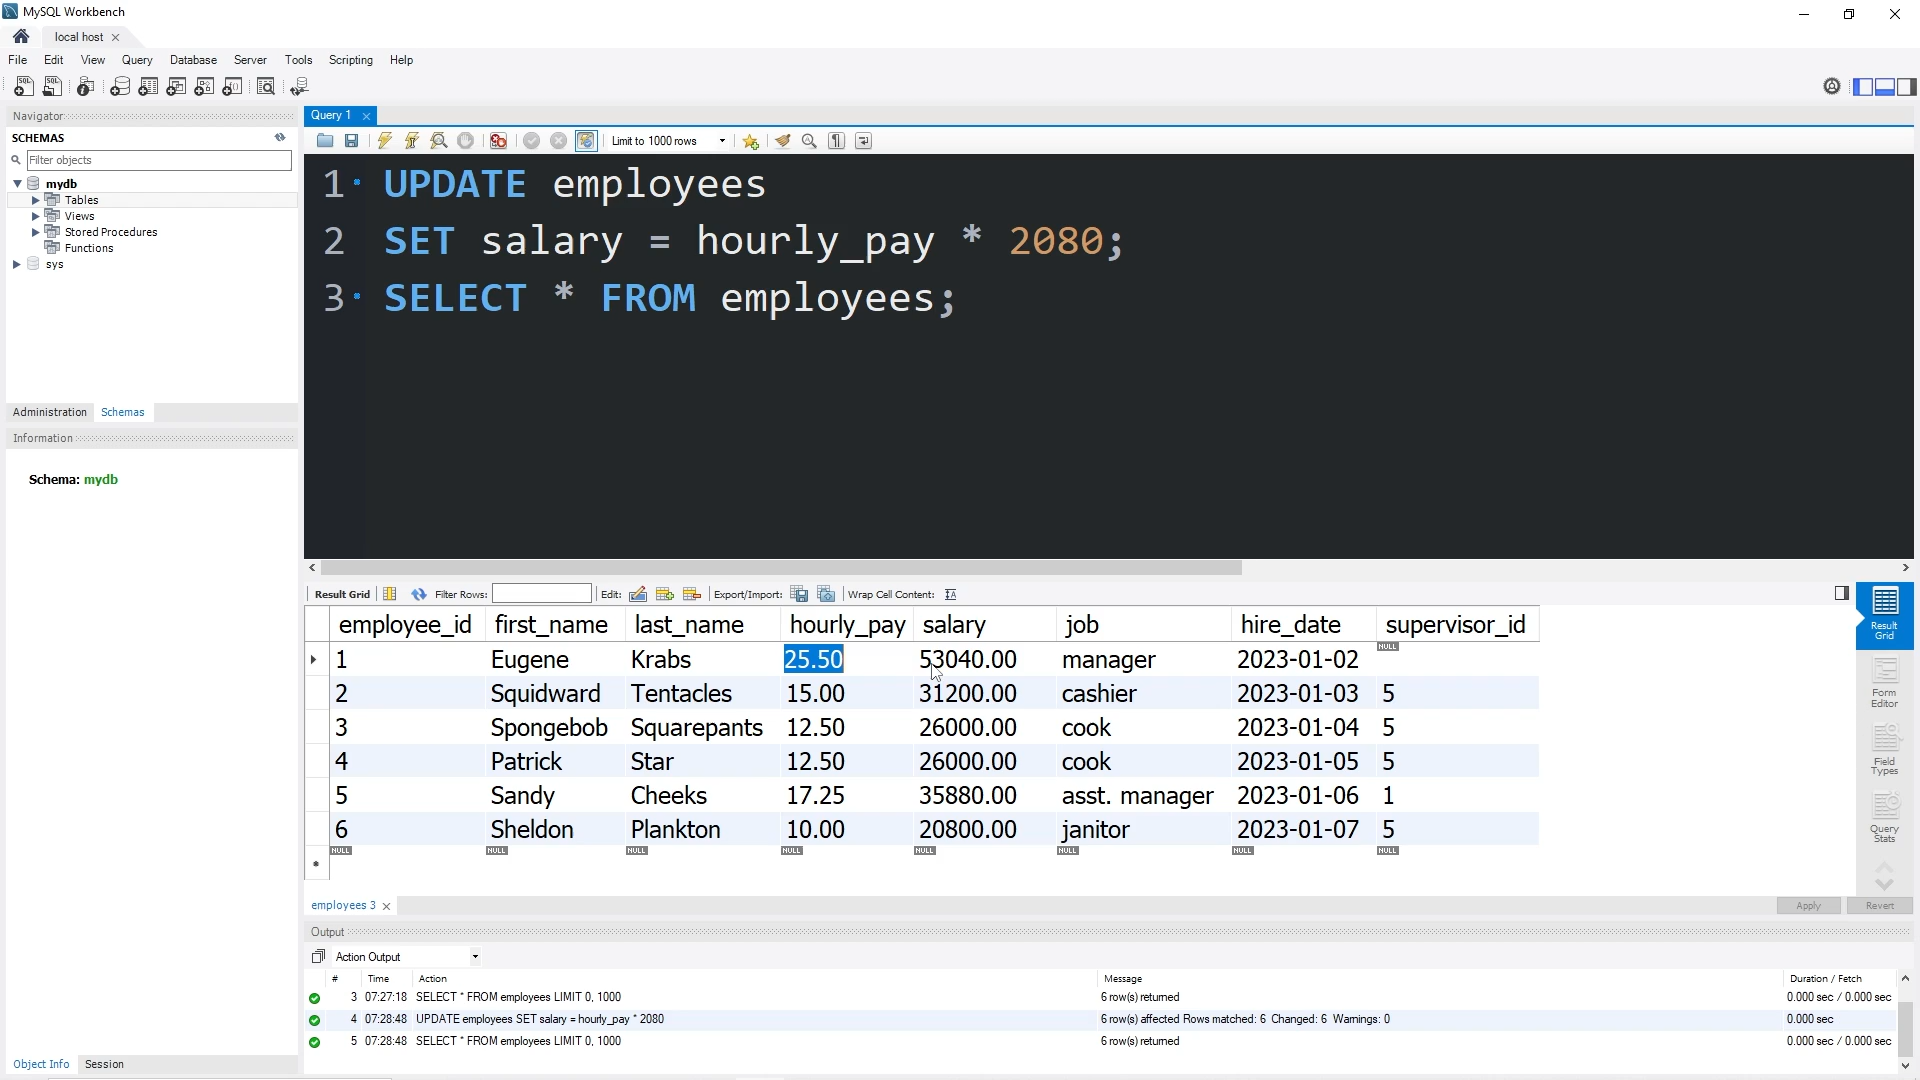 MySQL Workbench
local host
File Edit View Query Database Server Tools Scripting Help
Navigator
SCHEMAS
Filter objects
mydb
Tables
Views
Stored Procedures
Functions
sys
Administration Schemas
Information
Schema: mydb
Object Info Session
Query 1
Limit to 1000 rows
1 UPDATE employees
2 SET salary = hourly_pay * 2080;
3 SELECT * FROM employees;
Result Grid Filter Rows: Edit: Export/Import: Wrap Cell Content:
employee_id first_name last_name hourly_pay salary job hire_date supervisor_id
1 Eugene Krabs 25.50 53040.00 manager 2023-01-02 NULL
2 Squidward Tentacles 15.00 31200.00 cashier 2023-01-03 5
3 Spongebob Squarepants 12.50 26000.00 cook 2023-01-04 5
4 Patrick Star 12.50 26000.00 cook 2023-01-05 5
5 Sandy Cheeks 17.25 35880.00 asst. manager 2023-01-06 1
6 Sheldon Plankton 10.00 20800.00 janitor 2023-01-07 5
NULL NULL NULL NULL NULL NULL NULL NULL
Result
Grid
Form
Editor
Field
Types
Query
Stats
employees 3
Apply Revert
Output
Action Output
# Time Action Message Duration / Fetch
3 07:27:18 SELECT * FROM employees LIMIT 0, 1000 6 row(s) returned 0.000 sec / 0.000 sec
4 07:28:48 UPDATE employees SET salary = hourly_pay * 2080 6 row(s) affected Rows matched: 6 Changed: 6 Warnings: 0 0.000 sec
5 07:28:48 SELECT * FROM employees LIMIT 0, 1000 6 row(s) returned 0.000 sec / 0.000 sec